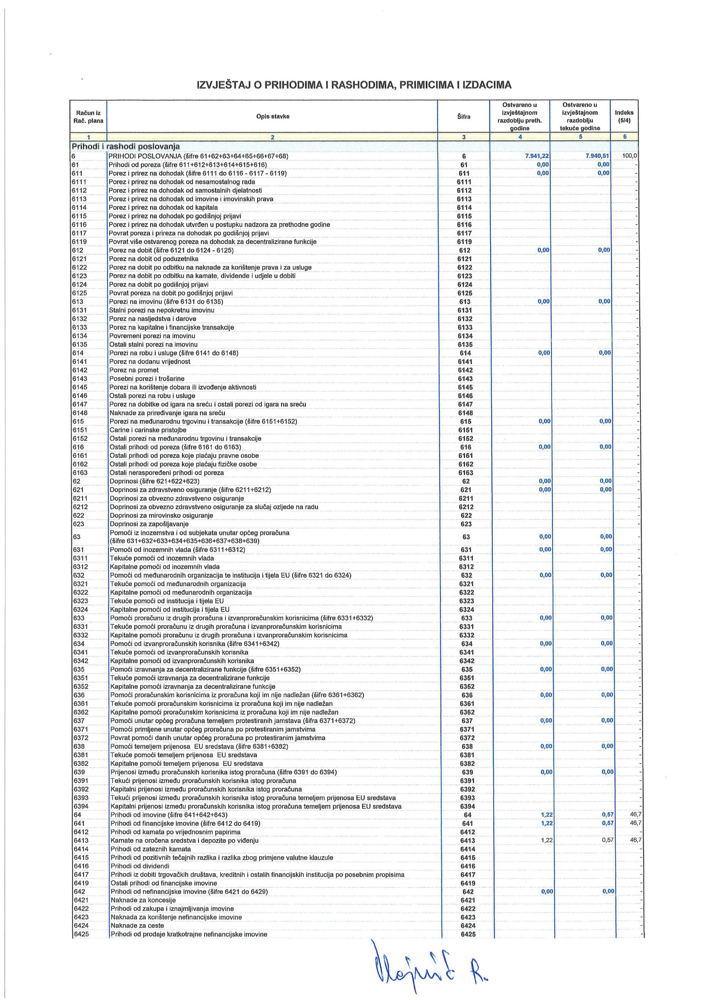 IZVJEŠTAJ O PRIHODIMA I RASHODIMA, PRIMICIMA I IZDACIMA
Račun iz Rač. plana | Opis stavke | Šifra | Ostvareno u izvještajnom razdoblju preth. godine | Ostvareno u izvještajnom razdoblju tekuće godine | Indeks (5/4)
1 2 3 4 5 6
Prihodi i rashodi poslovanja
6 PRIHODI POSLOVANJA (šifre 61+62+63+64+65+66+67+68) 6 7.941,22 7.940,51 100,0
61 Prihodi od poreza (šifre 611+612+613+614+615+616) 61 0,00 0,00 -
611 Porez i prirez na dohodak (šifre 6111 do 6116 - 6117 - 6119) 611 0,00 0,00 -
6111 Porez i prirez na dohodak od nesamostalnog rada 6111 -
6112 Porez i prirez na dohodak od samostalnih djelatnosti 6112 -
6113 Porez i prirez na dohodak od imovine i imovinskih prava 6113 -
6114 Porez i prirez na dohodak od kapitala 6114 -
6115 Porez i prirez na dohodak po godišnjoj prijavi 6115 -
6116 Porez i prirez na dohodak utvrđen u postupku nadzora za prethodne godine 6116 -
6117 Povrat poreza i prireza na dohodak po godišnjoj prijavi 6117 -
6119 Povrat više ostvarenog poreza na dohodak za decentralizirane funkcije 6119 -
612 Porez na dobit (šifre 6121 do 6124 - 6125) 612 0,00 0,00 -
6121 Porez na dobit od poduzetnika 6121 -
6122 Porez na dobit po odbitku na naknade za korištenje prava i za usluge 6122 -
6123 Porez na dobit po odbitku na kamate, dividende i udjele u dobiti 6123 -
6124 Porez na dobit po godišnjoj prijavi 6124 -
6125 Povrat poreza na dobit po godišnjoj prijavi 6125 -
613 Porezi na imovinu (šifre 6131 do 6135) 613 0,00 0,00 -
6131 Stalni porezi na nepokretnu imovinu 6131 -
6132 Porez na nasljedstva i darove 6132 -
6133 Porez na kapitalne i financijske transakcije 6133 -
6134 Povremeni porezi na imovinu 6134 -
6135 Ostali stalni porezi na imovinu 6135 -
614 Porezi na robu i usluge (šifre 6141 do 6148) 614 0,00 0,00 -
6141 Porez na dodanu vrijednost 6141 -
6142 Porez na promet 6142 -
6143 Posebni porezi i trošarine 6143 -
6145 Porezi na korištenje dobara ili izvođenje aktivnosti 6145 -
6146 Ostali porezi na robu i usluge 6146 -
6147 Porez na dobitke od igara na sreću i ostali porezi od igara na sreću 6147 -
6148 Naknade za priređivanje igara na sreću 6148 -
615 Porezi na međunarodnu trgovinu i transakcije (šifre 6151+6152) 615 0,00 0,00 -
6151 Carine i carinske pristojbe 6151 -
6152 Ostali porezi na međunarodnu trgovinu i transakcije 6152 -
616 Ostali prihodi od poreza (šifre 6161 do 6163) 616 0,00 0,00 -
6161 Ostali prihodi od poreza koje plaćaju pravne osobe 6161 -
6162 Ostali prihodi od poreza koje plaćaju fizičke osobe 6162 -
6163 Ostali neraspoređeni prihodi od poreza 6163 -
62 Doprinosi (šifre 621+622+623) 62 0,00 0,00 -
621 Doprinosi za zdravstveno osiguranje (šifre 6211+6212) 621 0,00 0,00 -
6211 Doprinosi za obvezno zdravstveno osiguranje 6211 -
6212 Doprinosi za obvezno zdravstveno osiguranje za slučaj ozljede na radu 6212 -
622 Doprinosi za mirovinsko osiguranje 622 -
623 Doprinosi za zapošljavanje 623 -
63 Pomoći iz inozemstva i od subjekata unutar općeg proračuna
(šifre 631+632+633+634+635+636+637+638+639) 63 0,00 0,00 -
631 Pomoći od inozemnih vlada (šifre 6311+6312) 631 0,00 0,00 -
6311 Tekuće pomoći od inozemnih vlada 6311 -
6312 Kapitalne pomoći od inozemnih vlada 6312 -
632 Pomoći od međunarodnih organizacija te institucija i tijela EU (šifre 6321 do 6324) 632 0,00 0,00 -
6321 Tekuće pomoći od međunarodnih organizacija 6321 -
6322 Kapitalne pomoći od međunarodnih organizacija 6322 -
6323 Tekuće pomoći od institucija i tijela EU 6323 -
6324 Kapitalne pomoći od institucija i tijela EU 6324 -
633 Pomoći proračunu iz drugih proračuna i izvanproračunskim korisnicima (šifre 6331+6332) 633 0,00 0,00 -
6331 Tekuće pomoći proračunu iz drugih proračuna i izvanproračunskim korisnicima 6331 -
6332 Kapitalne pomoći proračunu iz drugih proračuna i izvanproračunskim korisnicima 6332 -
634 Pomoći od izvanproračunskih korisnika (šifre 6341+6342) 634 0,00 0,00 -
6341 Tekuće pomoći od izvanproračunskih korisnika 6341 -
6342 Kapitalne pomoći od izvanproračunskih korisnika 6342 -
635 Pomoći izravnanja za decentralizirane funkcije (šifre 6351+6352) 635 0,00 0,00 -
6351 Tekuće pomoći izravnanja za decentralizirane funkcije 6351 -
6352 Kapitalne pomoći izravnanja za decentralizirane funkcije 6352 -
636 Pomoći proračunskim korisnicima iz proračuna koji im nije nadležan (šifre 6361+6362) 636 0,00 0,00 -
6361 Tekuće pomoći proračunskim korisnicima iz proračuna koji im nije nadležan 6361 -
6362 Kapitalne pomoći proračunskim korisnicima iz proračuna koji im nije nadležan 6362 -
637 Pomoći unutar općeg proračuna temeljem protestiranih jamstava (šifra 6371+6372) 637 0,00 0,00 -
6371 Pomoći primljene unutar općeg proračuna po protestiranim jamstvima 6371 -
6372 Povrat pomoći danih unutar općeg proračuna po protestiranim jamstvima 6372 -
638 Pomoći temeljem prijenosa EU sredstava (šifre 6381+6382) 638 0,00 0,00 -
6381 Tekuće pomoći temeljem prijenosa EU sredstava 6381 -
6382 Kapitalne pomoći temeljem prijenosa EU sredstava 6382 -
639 Prijenosi između proračunskih korisnika istog proračuna (šifre 6391 do 6394) 639 0,00 0,00 -
6391 Tekući prijenosi između proračunskih korisnika istog proračuna 6391 -
6392 Kapitalni prijenosi između proračunskih korisnika istog proračuna 6392 -
6393 Tekući prijenosi između proračunskih korisnika istog proračuna temeljem prijenosa EU sredstava 6393 -
6394 Kapitalni prijenosi između proračunskih korisnika istog proračuna temeljem prijenosa EU sredstava 6394 -
64 Prihodi od imovine (šifre 641+642+643) 64 1,22 0,57 46,7
641 Prihodi od financijske imovine (šifre 6412 do 6419) 641 1,22 0,57 46,7
6412 Prihodi od kamata po vrijednosnim papirima 6412 -
6413 Kamate na oročena sredstva i depozite po viđenju 6413 1,22 0,57 46,7
6414 Prihodi od zateznih kamata 6414 -
6415 Prihodi od pozitivnih tečajnih razlika i razlika zbog primjene valutne klauzule 6415 -
6416 Prihodi od dividendi 6416 -
6417 Prihodi iz dobiti trgovačkih društava, kreditnih i ostalih financijskih institucija po posebnim propisima 6417 -
6419 Ostali prihodi od financijske imovine 6419 -
642 Prihodi od nefinancijske imovine (šifre 6421 do 6429) 642 0,00 0,00 -
6421 Naknade za koncesije 6421 -
6422 Prihodi od zakupa i iznajmljivanja imovine 6422 -
6423 Naknada za korištenje nefinancijske imovine 6423 -
6424 Naknade za ceste 6424 -
6425 Prihodi od prodaje kratkotrajne nefinancijske imovine 6425 -
R.